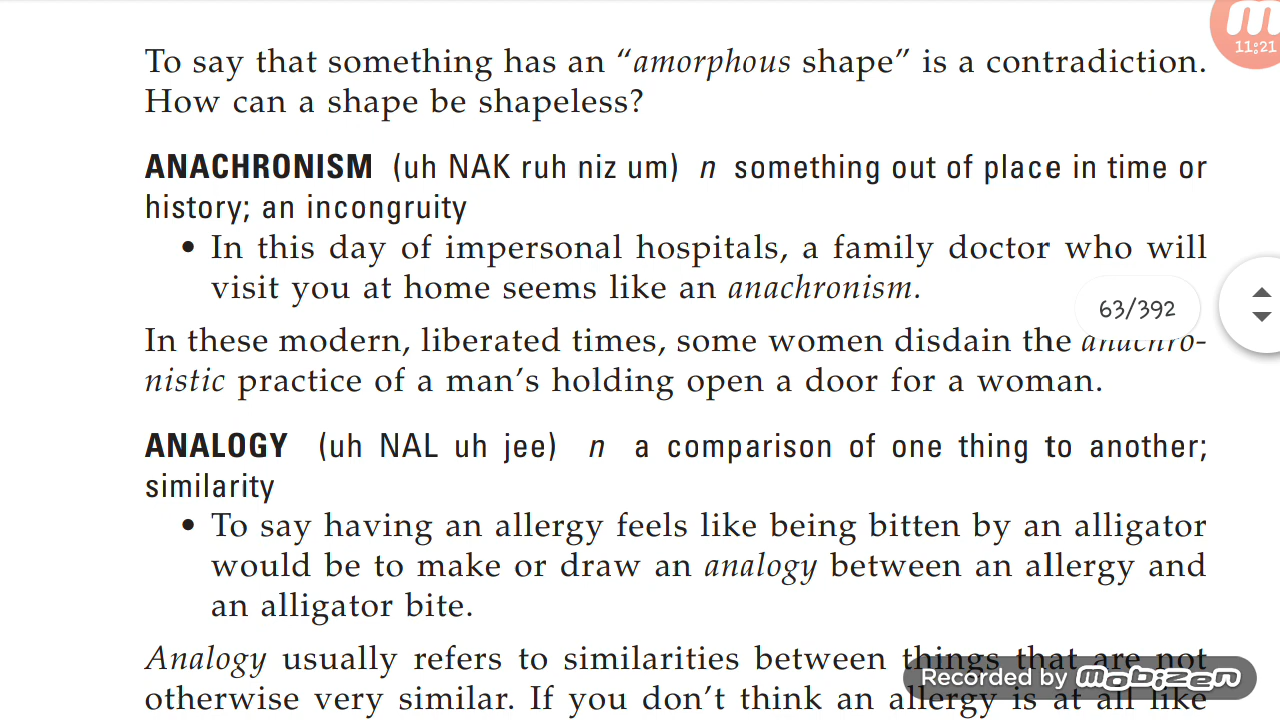 To say that something has an “amorphous shape” is a contradiction.
How can a shape be shapeless?
ANACHRONISM (uh NAK ruh niz um) n something out of place in time or
history; an incongruity
• In this day of impersonal hospitals, a family doctor who will
visit you at home seems like an anachronism.
In these modern, liberated times, some women disdain the anachro-
nistic practice of a man’s holding open a door for a woman.
ANALOGY (uh NAL uh jee) n a comparison of one thing to another;
similarity
• To say having an allergy feels like being bitten by an alligator
would be to make or draw an analogy between an allergy and
an alligator bite.
Analogy usually refers to similarities between things that are not
otherwise very similar. If you don’t think an allergy is at all like
11:21
63/392
Recorded by mobizen